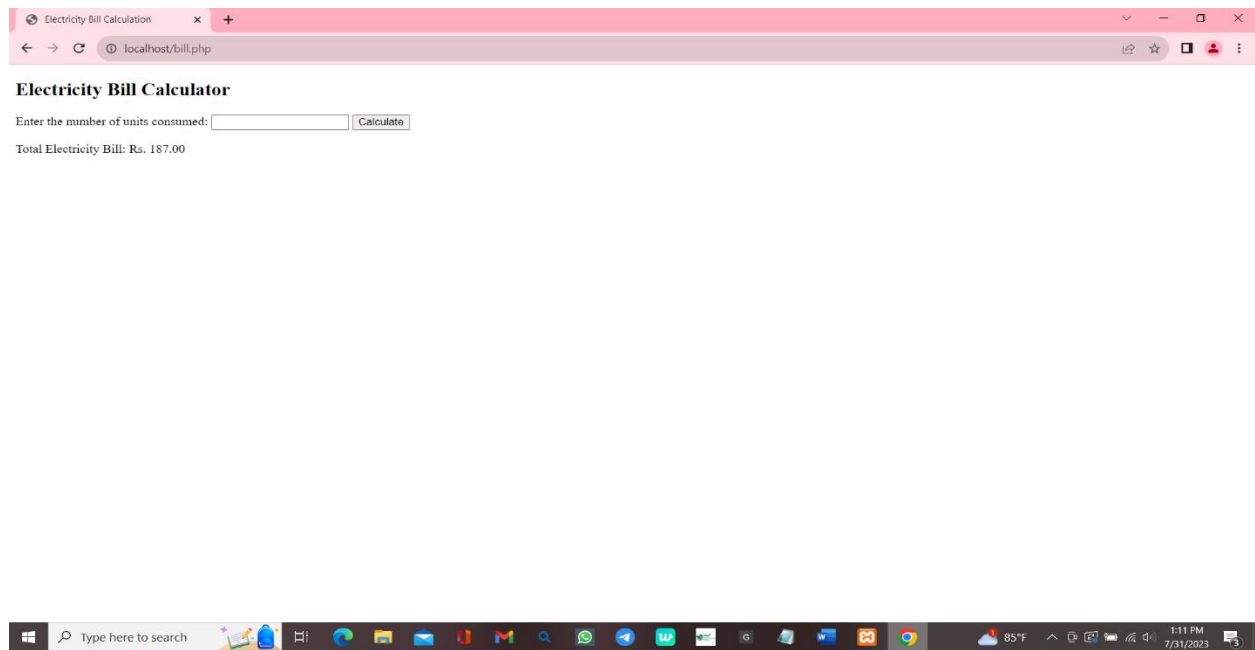 Electricity Bill Calculation
localhost/bill.php
Electricity Bill Calculator
Enter the number of units consumed: Calculate
Total Electricity Bill: Rs. 187.00
Type here to search
85°F
1:11 PM
7/31/2023